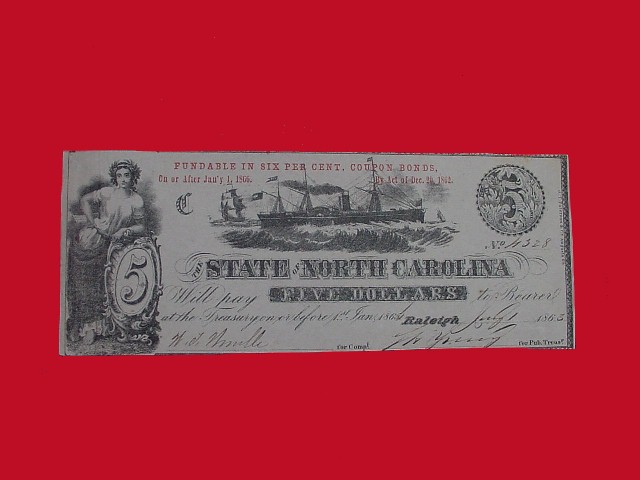 FUNDABLE IN SIX PER CENT. COUPON BONDS,
On or After Jan'y 1, 1866. By Act of Dec. 20, 1862.
C
5
No 4328
THE STATE OF NORTH CAROLINA
Will pay FIVE DOLLARS to Bearer
at the Treasury on or before 1st Jan. 1866 Raleigh 1863
5
for Compt. for Pub. Treasr.